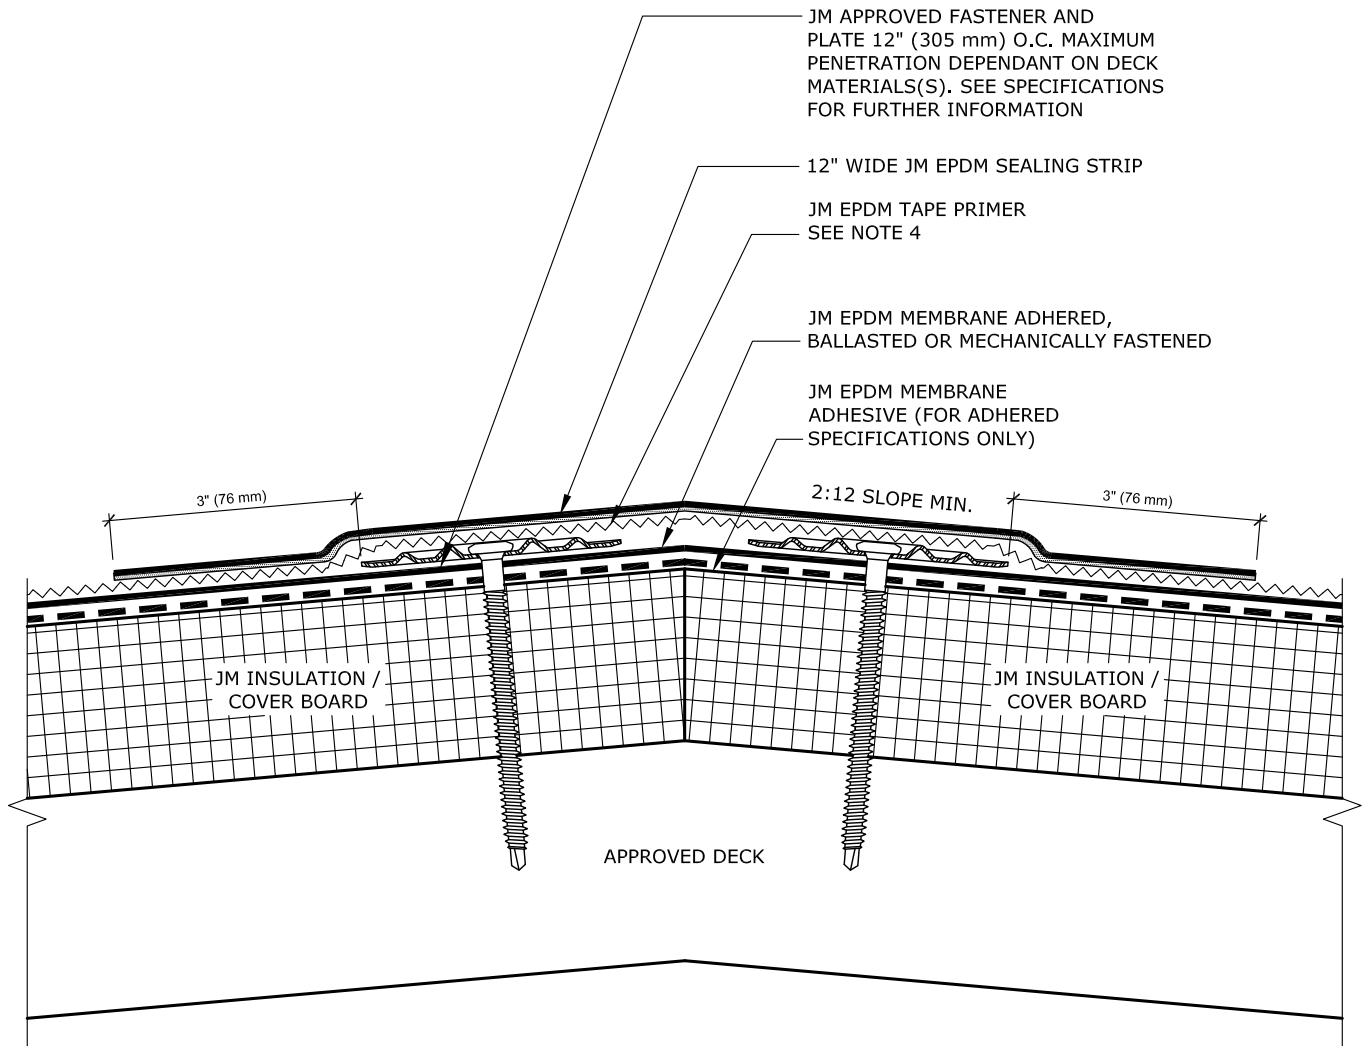 JM APPROVED FASTENER AND
PLATE 12" (305 mm) O.C. MAXIMUM
PENETRATION DEPENDANT ON DECK
MATERIALS(S). SEE SPECIFICATIONS
FOR FURTHER INFORMATION
12" WIDE JM EPDM SEALING STRIP
JM EPDM TAPE PRIMER
SEE NOTE 4
JM EPDM MEMBRANE ADHERED,
BALLASTED OR MECHANICALLY FASTENED
JM EPDM MEMBRANE
ADHESIVE (FOR ADHERED
SPECIFICATIONS ONLY)
3" (76 mm)
2:12 SLOPE MIN.
3" (76 mm)
JM INSULATION /
COVER BOARD
JM INSULATION /
COVER BOARD
APPROVED DECK